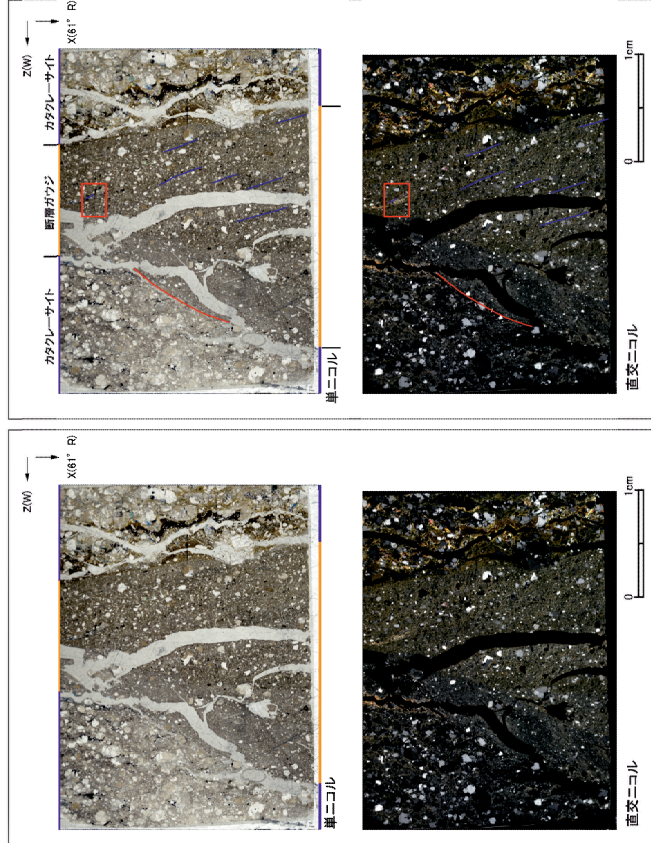 Z(W)
X(61° R)
カタクレーサイト
断層ガウジ
カタクレーサイト
単ニコル
1cm
0
直交ニコル
Z(W)
X(61° R)
単ニコル
1cm
0
直交ニコル